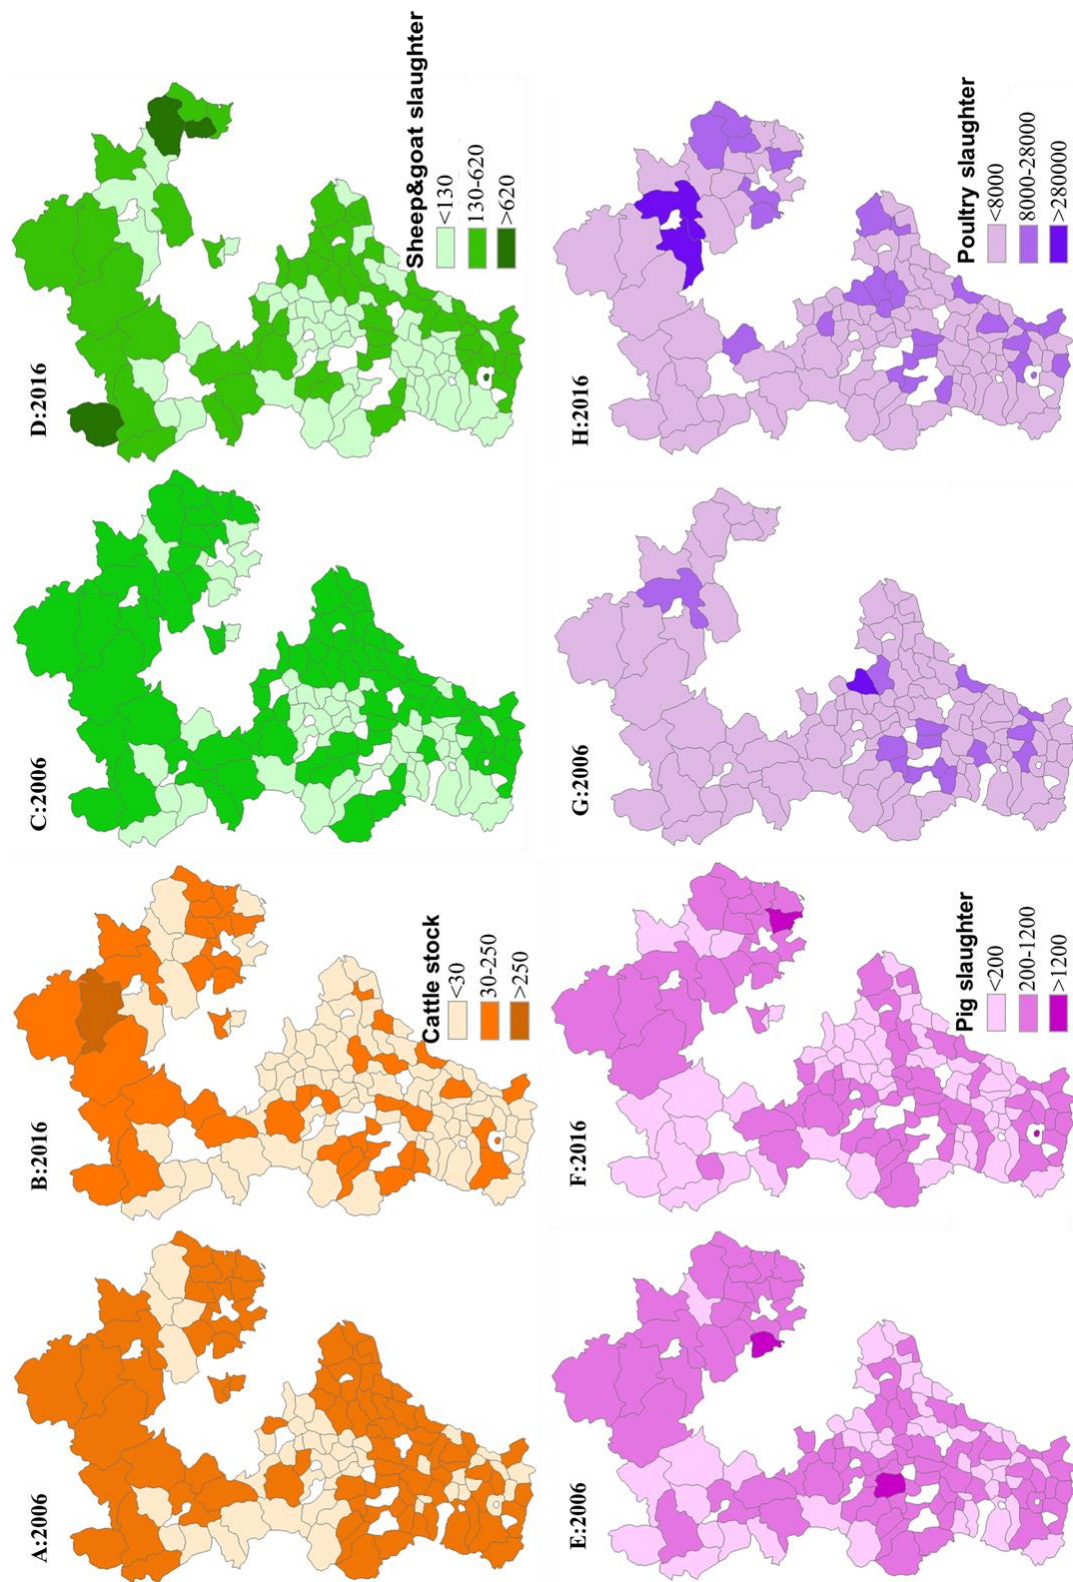 A:2006
B:2016
Cattle stock
<30
30-250
>250
C:2006
D:2016
Sheep&goat slaughter
<130
130-620
>620
E:2006
F:2016
Pig slaughter
<200
200-1200
>1200
G:2006
H:2016
Poultry slaughter
<8000
8000-28000
>280000